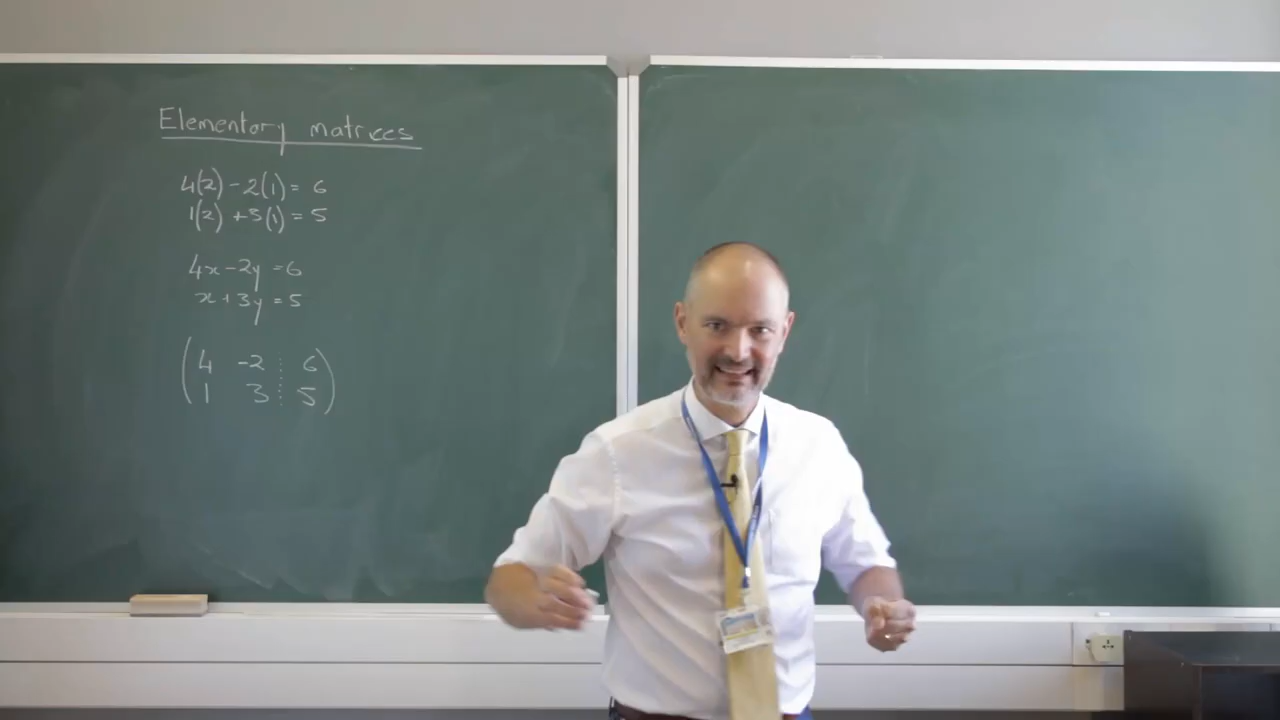 Elementary matrices
4(2) - 2(1) = 6
1(2) + 3(1) = 5
4x - 2y = 6
x + 3y = 5
4 -2 ⋮ 6
1 3 ⋮ 5